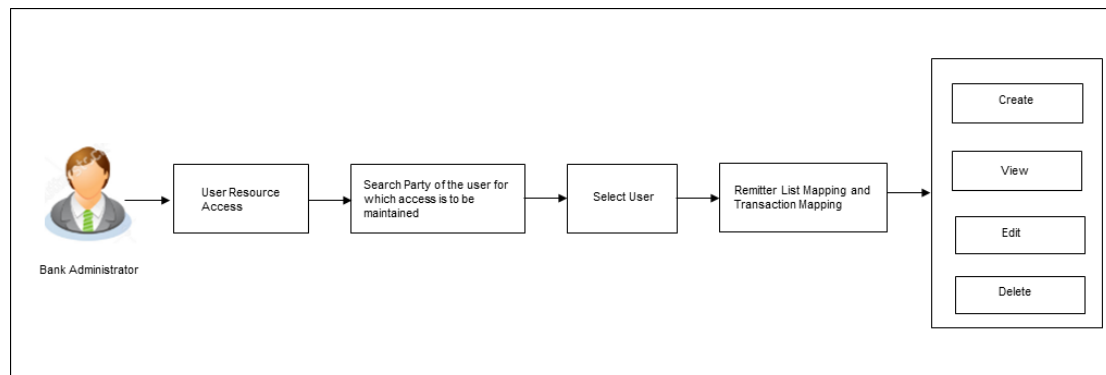 Bank Administrator
User Resource
Access
Search Party of the user for
which access is to be
maintained
Select User
Remitter List Mapping and
Transaction Mapping
Create
View
Edit
Delete